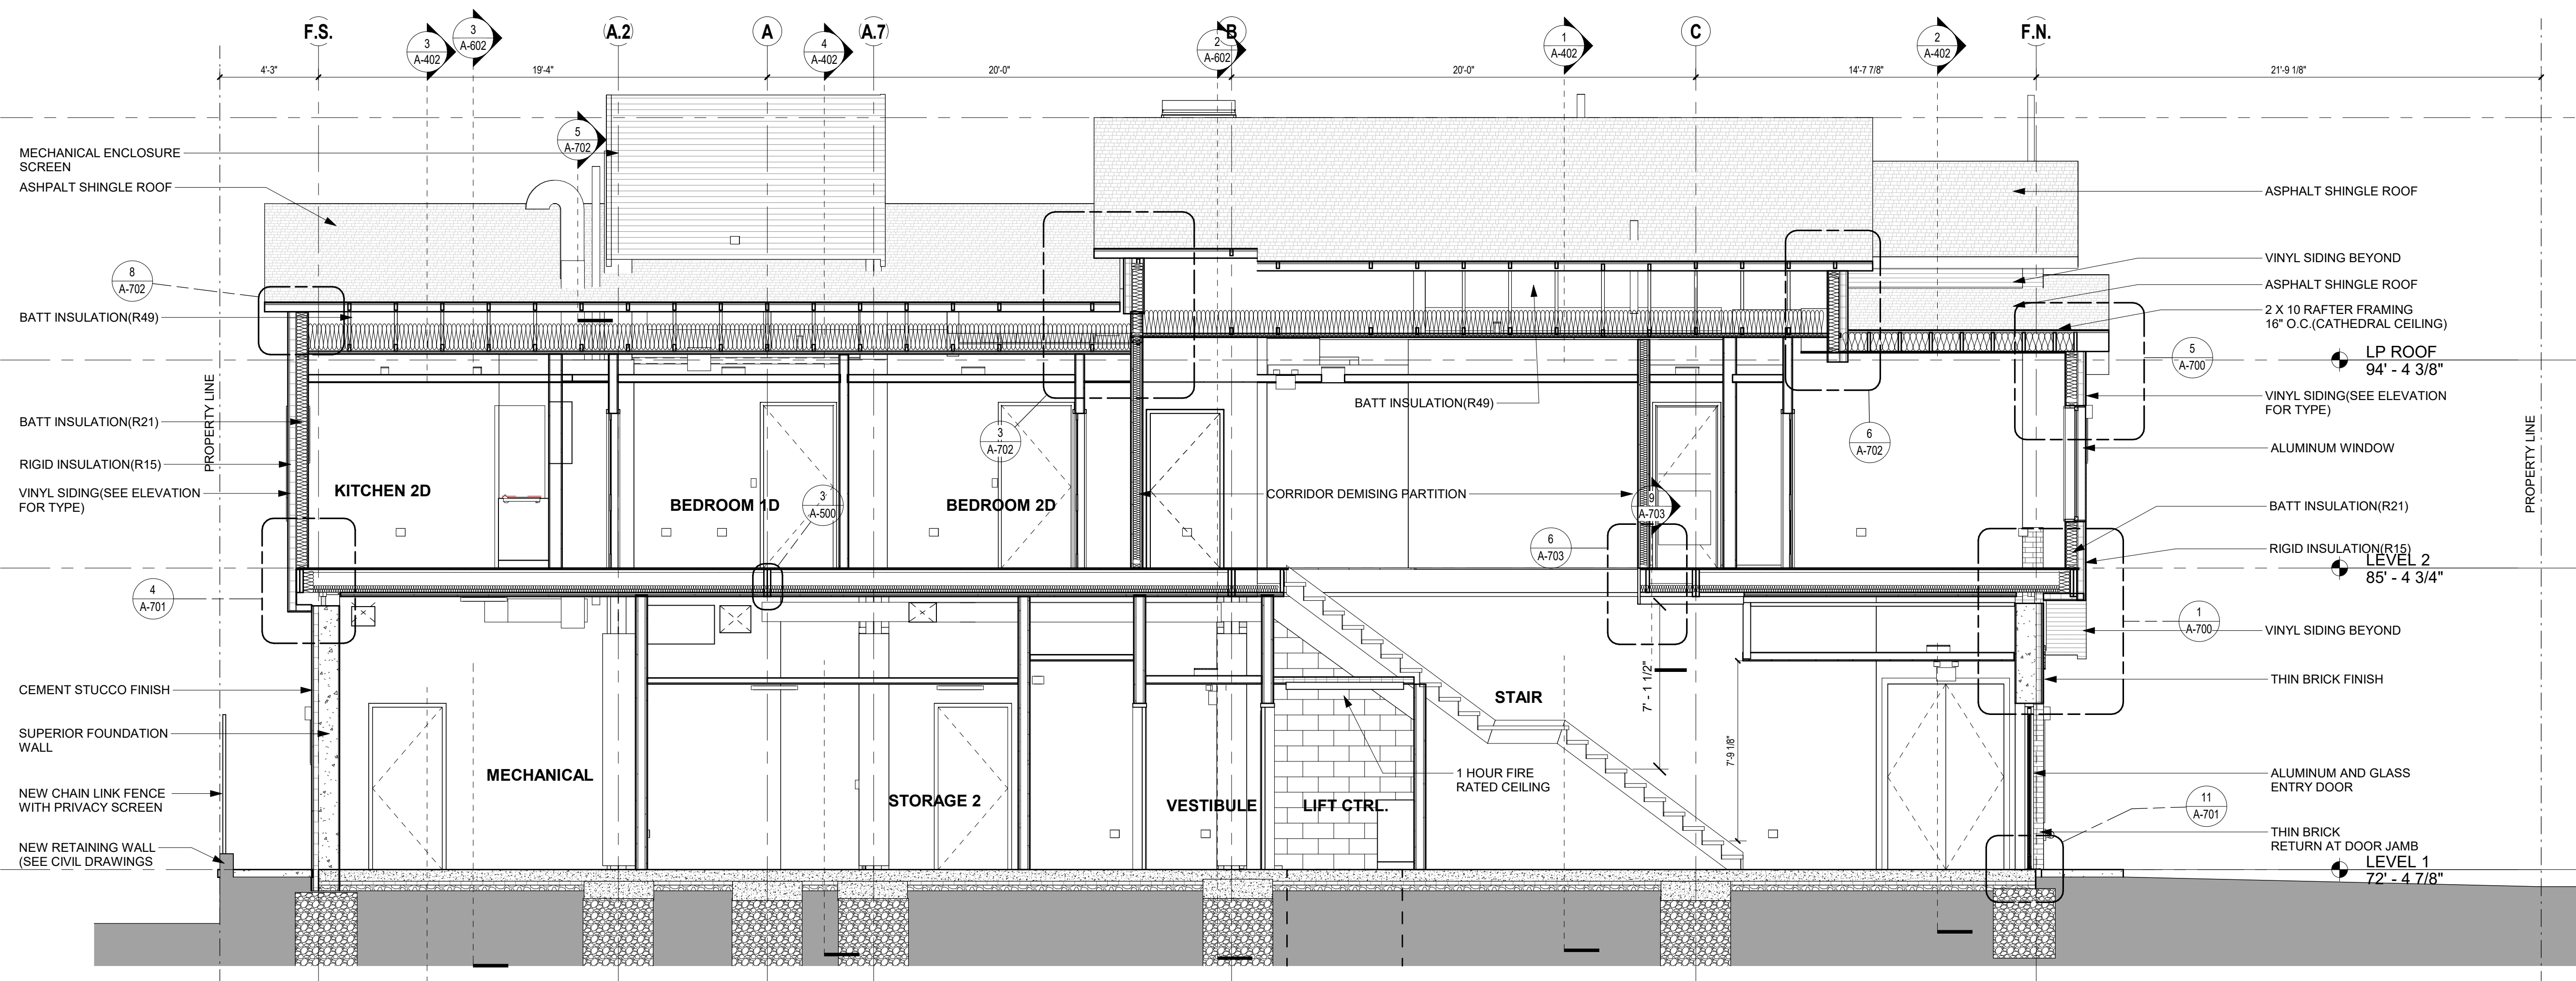 F.S.
A.2
A
A.7
B
C
F.N.
3
A-402
3
A-602
4
A-402
2
A-602
1
A-402
2
A-402
4'-3"
19'-4"
20'-0"
20'-0"
14'-7 7/8"
21'-9 1/8"
5
A-702
MECHANICAL ENCLOSURE
SCREEN
ASHPALT SHINGLE ROOF
8
A-702
BATT INSULATION(R49)
PROPERTY LINE
BATT INSULATION(R21)
RIGID INSULATION(R15)
VINYL SIDING(SEE ELEVATION
FOR TYPE)
4
A-701
CEMENT STUCCO FINISH
SUPERIOR FOUNDATION
WALL
NEW CHAIN LINK FENCE
WITH PRIVACY SCREEN
NEW RETAINING WALL
(SEE CIVIL DRAWINGS
KITCHEN 2D
BEDROOM 1D
3
A-500
BEDROOM 2D
3
A-702
CORRIDOR DEMISING PARTITION
BATT INSULATION(R49)
9
A-703
6
A-703
6
A-702
MECHANICAL
STORAGE 2
VESTIBULE
LIFT CTRL.
1 HOUR FIRE
RATED CEILING
STAIR
7' - 1 1/2"
7'-9 1/8"
ASPHALT SHINGLE ROOF
VINYL SIDING BEYOND
ASPHALT SHINGLE ROOF
2 X 10 RAFTER FRAMING
16" O.C.(CATHEDRAL CEILING)
5
A-700
LP ROOF
94' - 4 3/8"
VINYL SIDING(SEE ELEVATION
FOR TYPE)
ALUMINUM WINDOW
PROPERTY LINE
BATT INSULATION(R21)
RIGID INSULATION(R15)
LEVEL 2
85' - 4 3/4"
1
A-700
VINYL SIDING BEYOND
THIN BRICK FINISH
ALUMINUM AND GLASS
ENTRY DOOR
11
A-701
THIN BRICK
RETURN AT DOOR JAMB
LEVEL 1
72' - 4 7/8"